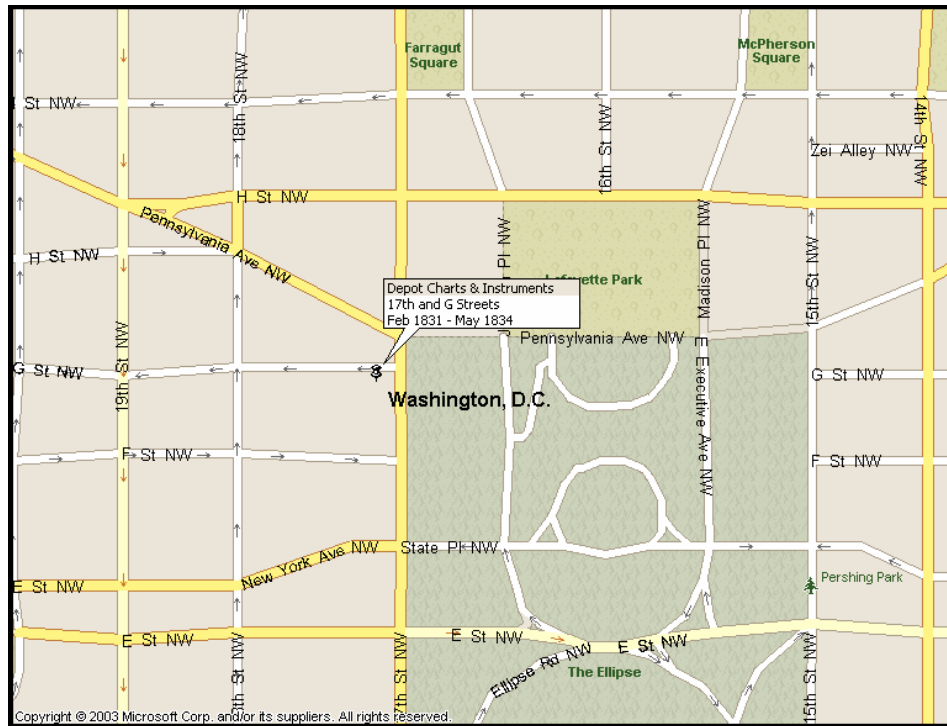 Farragut
Square
McPherson
Square
I St NW
18th St NW
16th St NW
14th St NW
Zei Alley NW
H St NW
Pennsylvania Ave NW
Pl NW
Madison Pl NW
15th St NW
H St NW
Lafayette Park
Depot Charts & Instruments
17th and G Streets
Feb 1831 - May 1834
Pennsylvania Ave NW
G St NW
19th St NW
Washington, D.C.
E Executive Ave NW
G St NW
F St NW
F St NW
New York Ave NW
State Pl NW
Pershing Park
E St NW
E St NW
E St NW
E St NW
Ellipse Rd NW
The Ellipse
St NW
7th St NW
15th St NW
Copyright © 2003 Microsoft Corp. and/or its suppliers. All rights reserved.